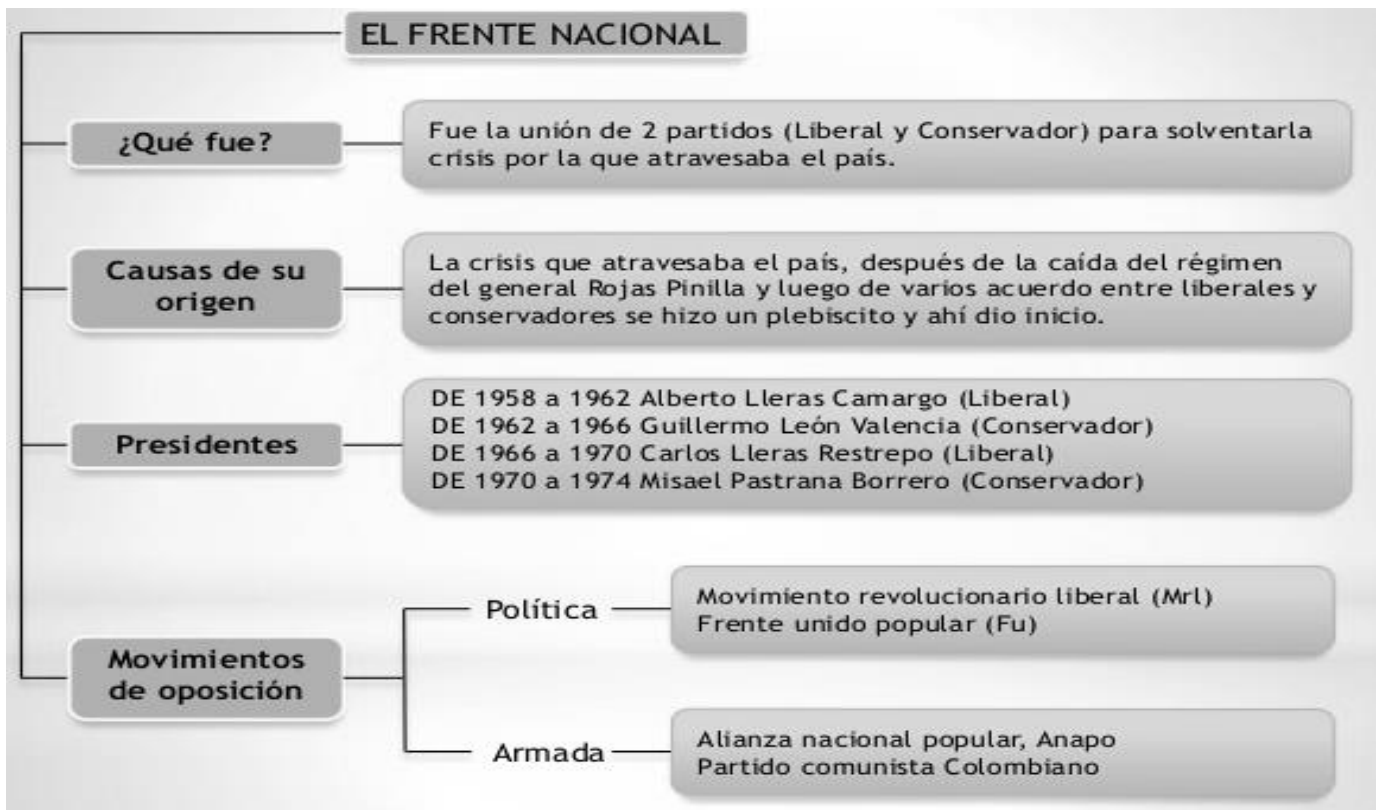 EL FRENTE NACIONAL
¿Qué fue?
Fue la unión de 2 partidos (Liberal y Conservador) para solventarla
crisis por la que atravesaba el país.
Causas de su
origen
La crisis que atravesaba el país, después de la caída del régimen
del general Rojas Pinilla y luego de varios acuerdo entre liberales y
conservadores se hizo un plebiscito y ahí dio inicio.
Presidentes
DE 1958 a 1962 Alberto Lleras Camargo (Liberal)
DE 1962 a 1966 Guillermo León Valencia (Conservador)
DE 1966 a 1970 Carlos Lleras Restrepo (Liberal)
DE 1970 a 1974 Misael Pastrana Borrero (Conservador)
Movimientos
de oposición
Política
Movimiento revolucionario liberal (Mrl)
Frente unido popular (Fu)
Armada
Alianza nacional popular, Anapo
Partido comunista Colombiano